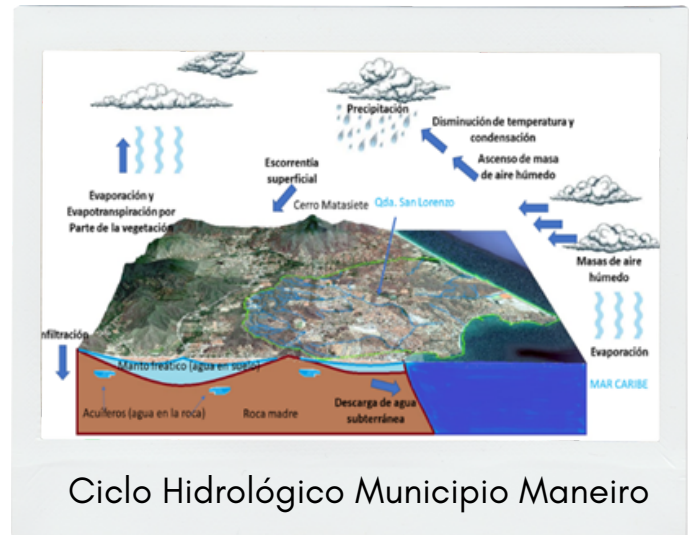 Precipitación
Disminución de temperatura y
condensación
Ascenso de masa
de aire húmedo
Escorrentía
superficial
Cerro Matasiete
Qda. San Lorenzo
Evaporación y
Evapotranspiración por
Parte de la vegetación
Masas de aire
húmedo
Evaporación
MAR CARIBE
nfiltración
Manto freático (agua en suelo)
Acuíferos (agua en la roca)
Roca madre
Descarga de agua
subterránea
Ciclo Hidrológico Municipio Maneiro